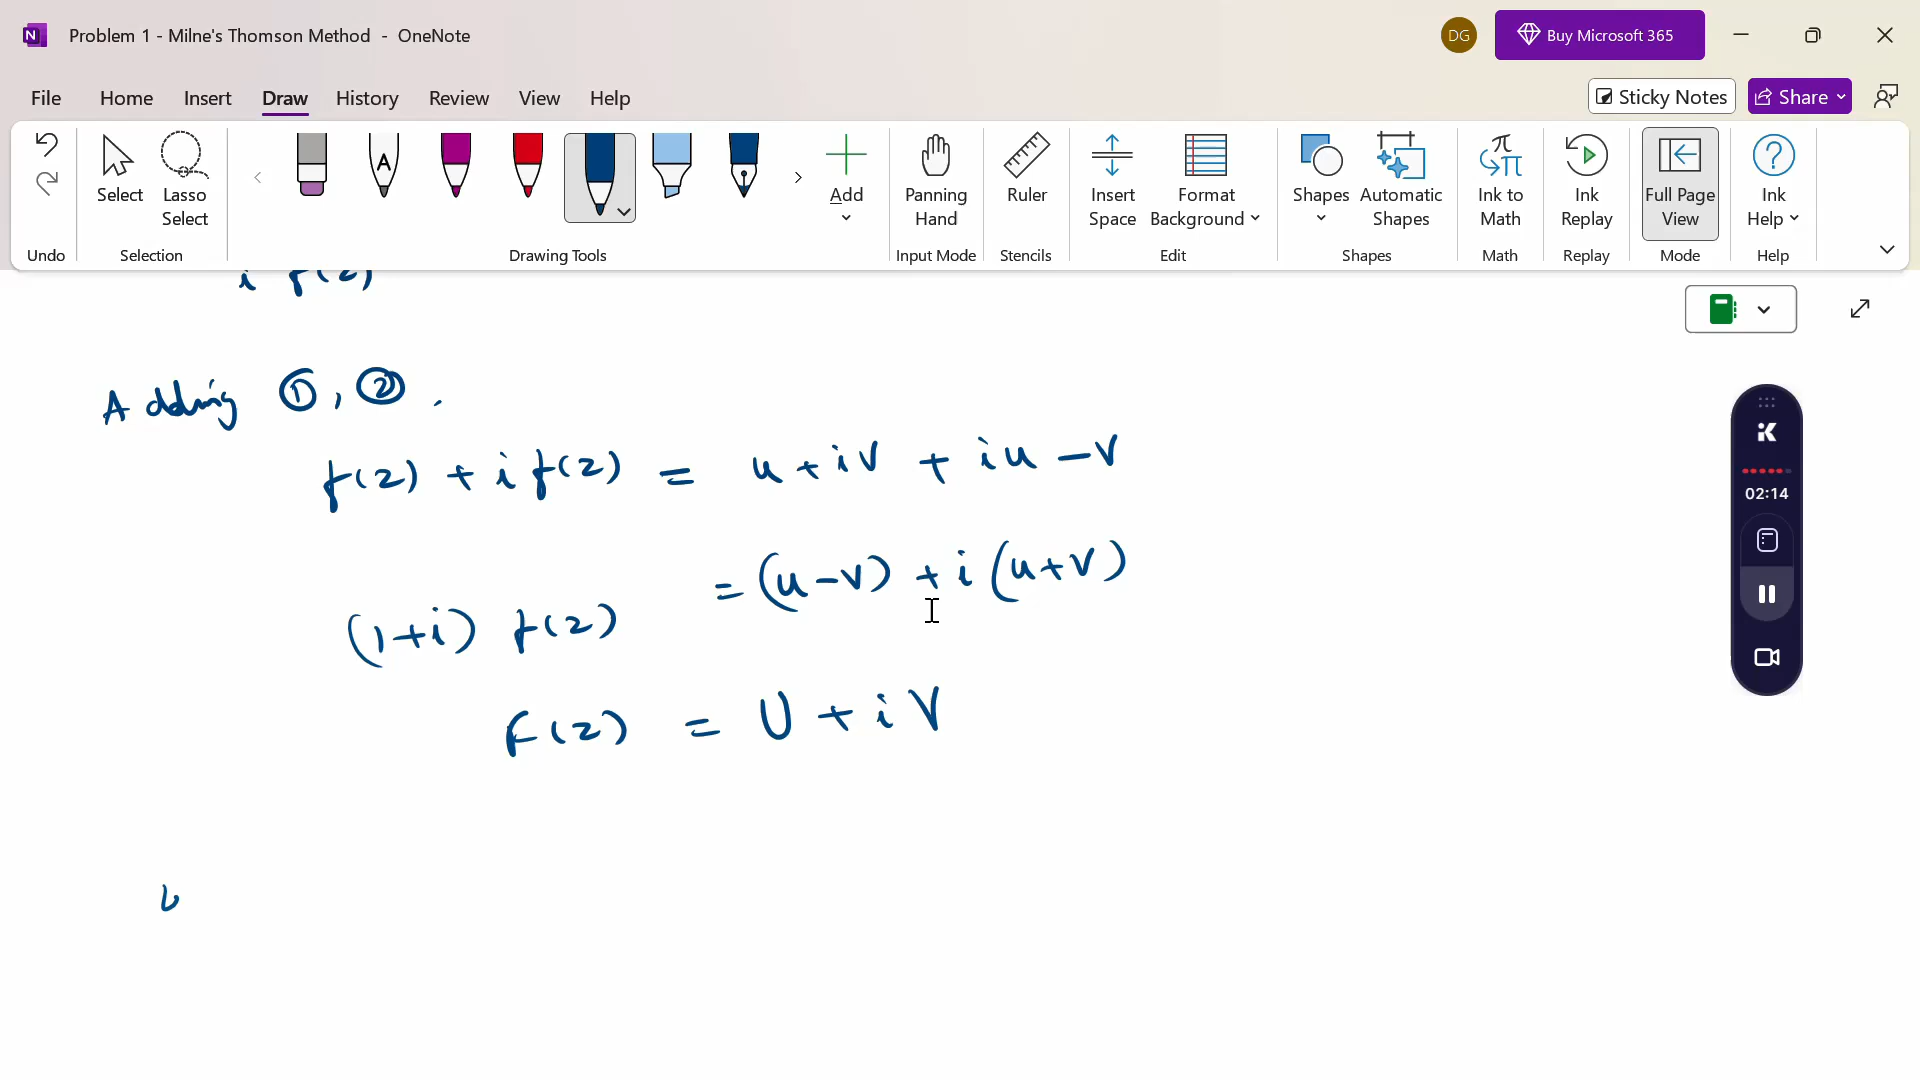 Problem 1 - Milne's Thomson Method - OneNote
DG
Buy Microsoft 365
File Home Insert Draw History Review View Help
Sticky Notes
Share
Undo
Select
Lasso Select
Selection
A
Drawing Tools
Add
Panning Hand
Input Mode
Ruler
Stencils
Insert Space
Format Background
Edit
Shapes
Automatic Shapes
Shapes
Ink to Math
Math
Ink Replay
Replay
Full Page View
Mode
Ink Help
Help
i f(z)
Adding ①, ② .
f(z) + i f(z) = u + iv + iu - v
= (u - v) + i (u + v)
(1+i) f(z)
F(z) = U + i V
02:14